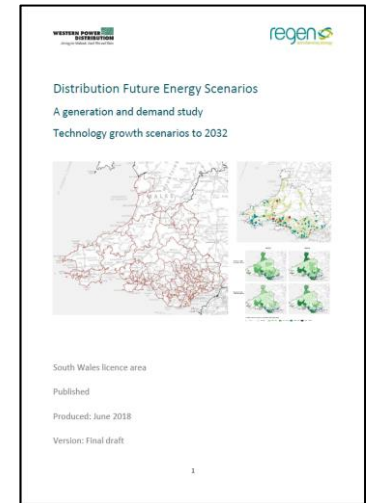 WESTERN POWER
DISTRIBUTION
regen
Distribution Future Energy Scenarios
A generation and demand study
Technology growth scenarios to 2032
WALES
South Wales licence area
Published
Produced: June 2018
Version: Final draft
1